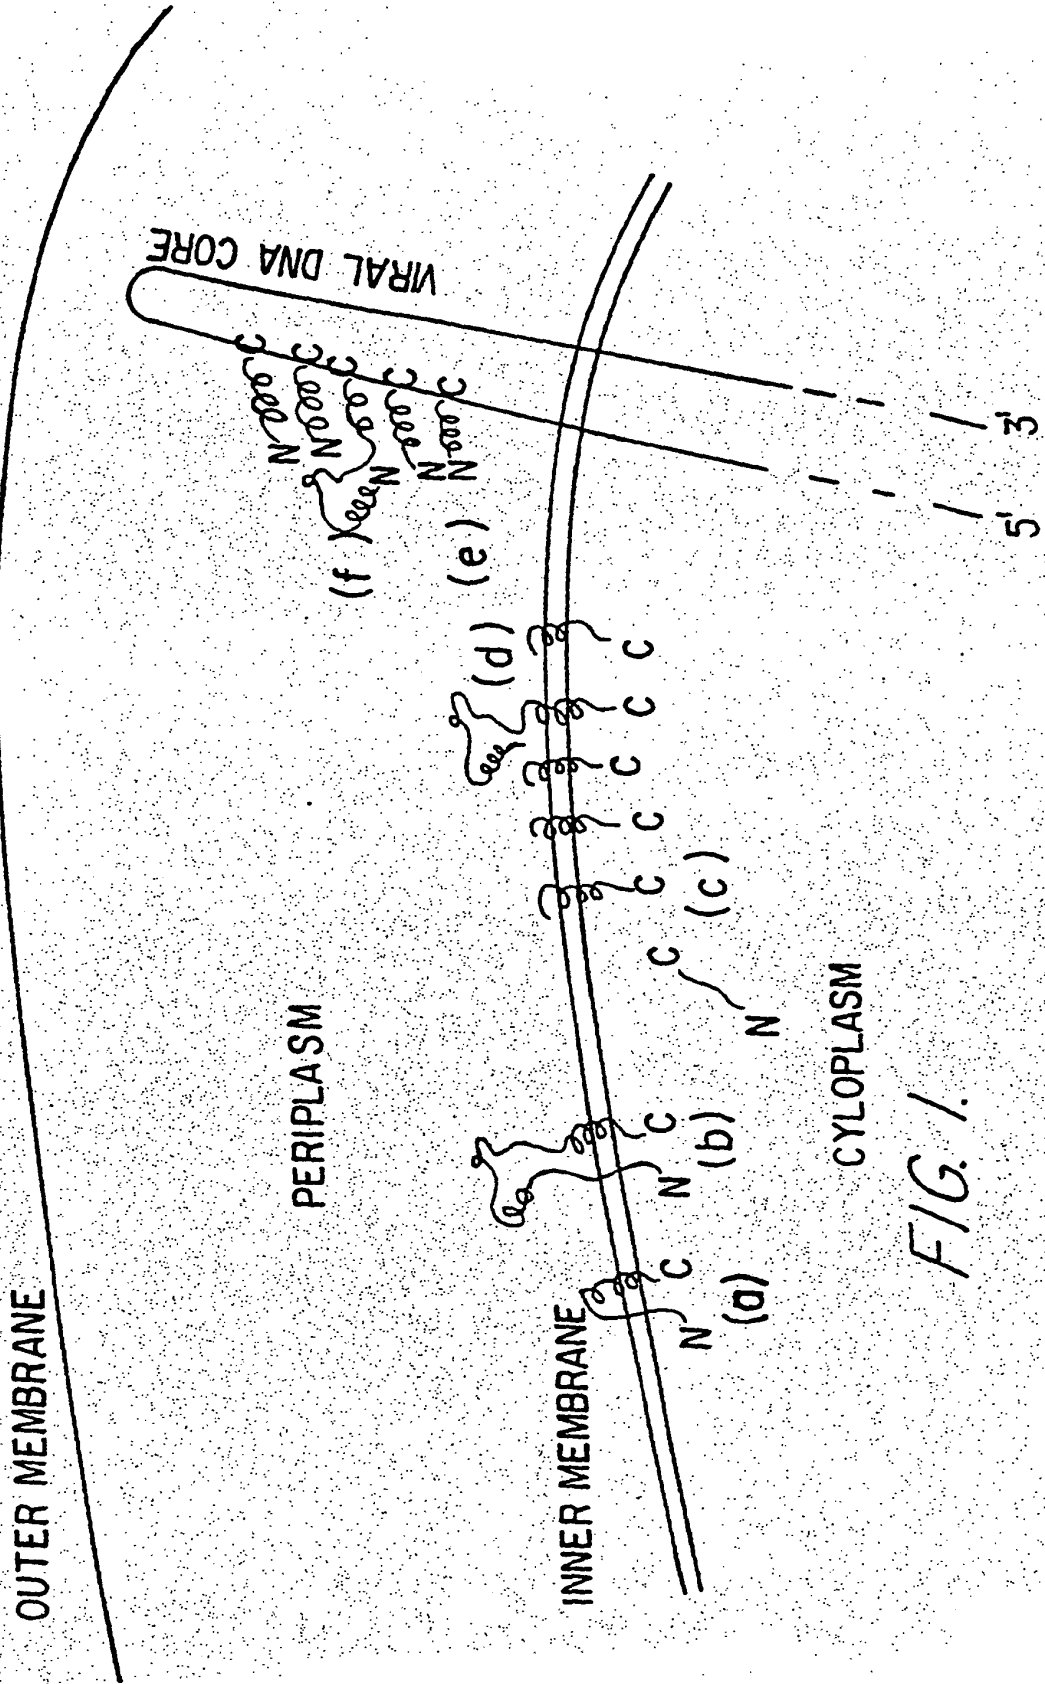 OUTER MEMBRANE
PERIPLASM
VIRAL DNA CORE
C
C
C
C
C
N
N
N
N
N
(f)
(e)
(d)
INNER MEMBRANE
N
C
(a)
N
C
(b)
N
C
(c)
C
C
C
C
C
5'
3'
CYLOPLASM
FIG. 1.